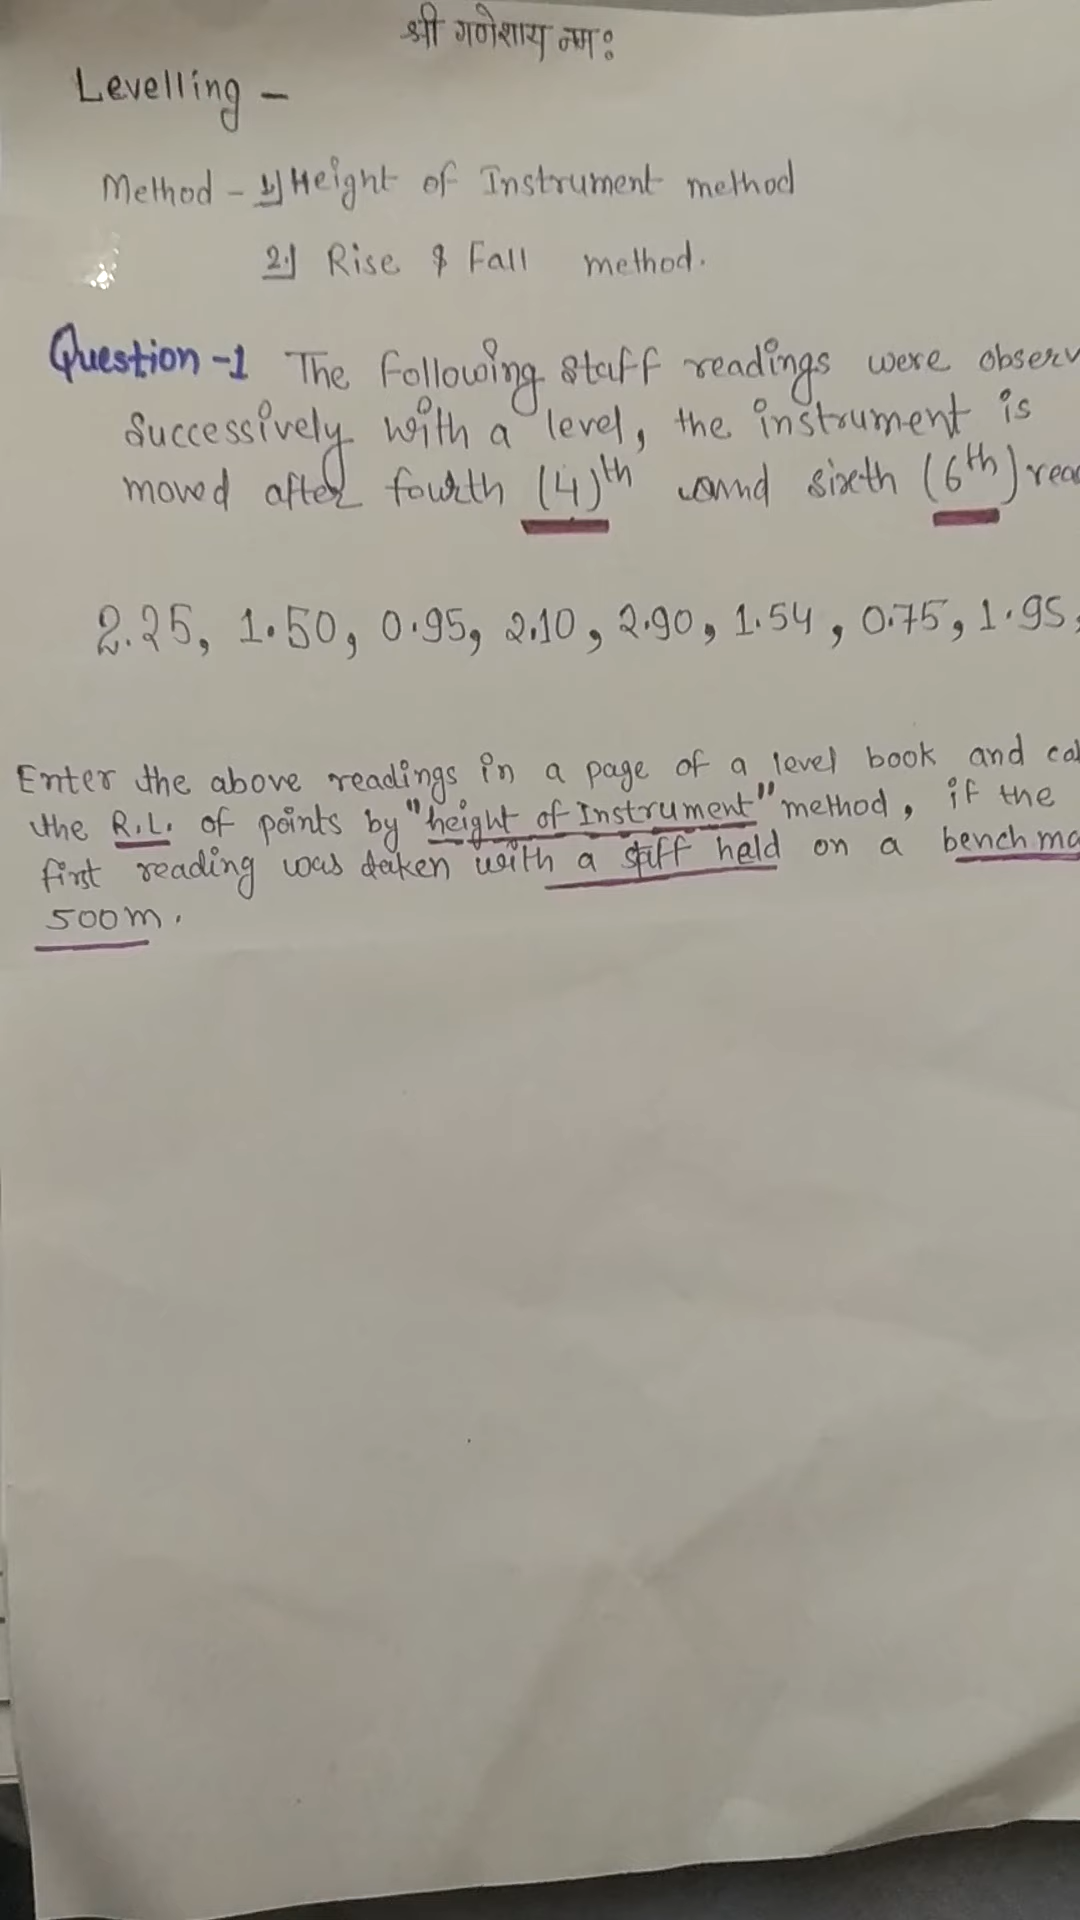 श्री गणेशाय नमः
Levelling -
Method - 1) Height of Instrument method
2.) Rise & Fall method.
Question -1 The following staff readings were observ
successively with a level, the instrument is
moved after fourth (4)th and sixth (6th) rea
2.25, 1.50, 0.95, 2.10, 2.90, 1.54, 0.75, 1.95,
Enter the above readings in a page of a level book and cal
the R.L. of points by "height of Instrument" method, if the
first reading was taken with a staff held on a bench ma
500m.